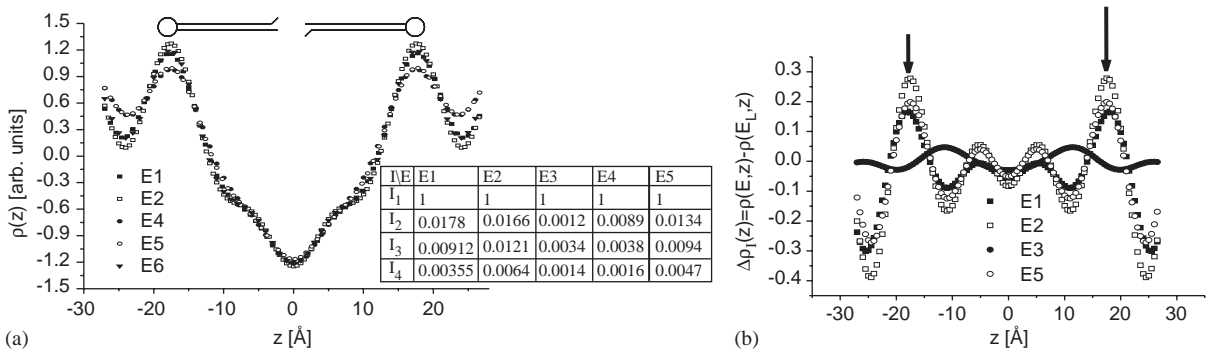 1.5
1.2
0.9
0.6
0.3
0.0
-0.3
-0.6
-0.9
-1.2
-1.5
ρ(z) [arb. units]
E1
E2
E4
E5
E6
I\E E1 E2 E3 E4 E5
I1 1 1 1 1 1
I2 0.0178 0.0166 0.0012 0.0089 0.0134
I3 0.00912 0.0121 0.0034 0.0038 0.0094
I4 0.00355 0.0064 0.0014 0.0016 0.0047
-30 -20 -10 0 10 20
z [Å]
(a)
0.3
0.2
0.1
0.0
-0.1
-0.2
-0.3
-0.4
ΔρI(z)=ρ(E,z)-ρ(EL,z)
E1
E2
E3
E5
-30 -20 -10 0 10 20 30
z [Å]
(b)